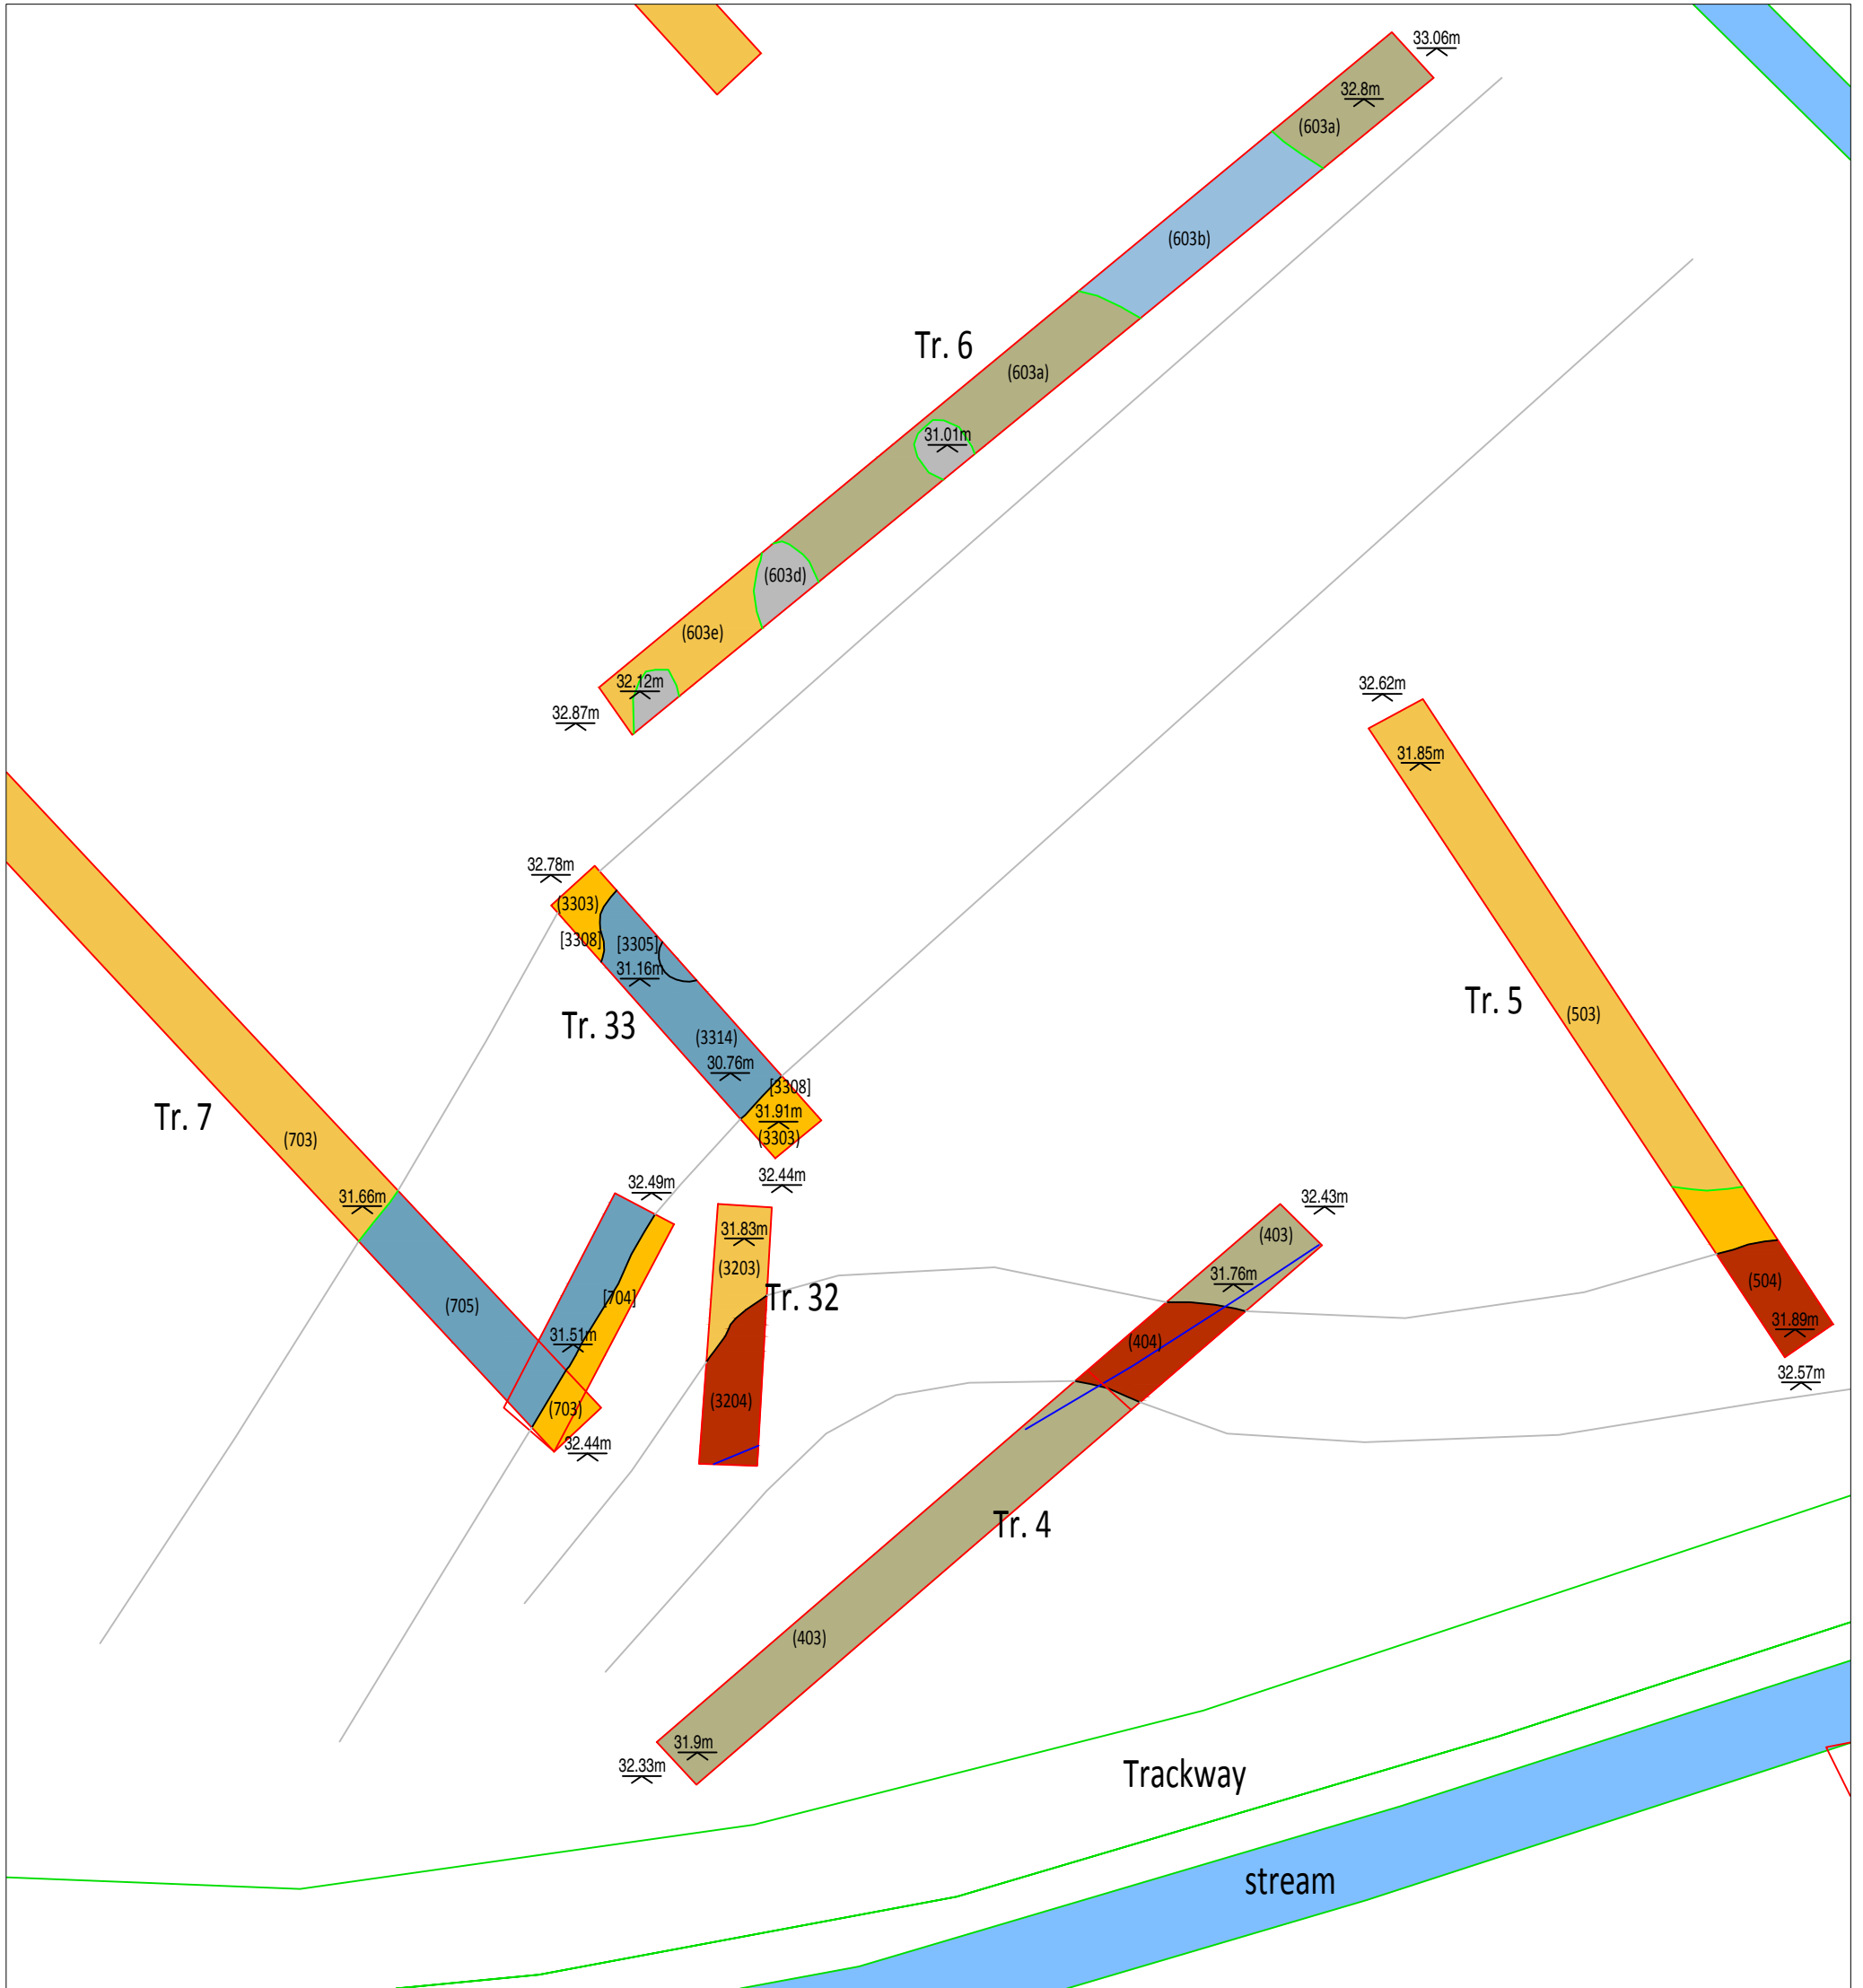 33.06m
32.8m
(603a)
(603b)
Tr. 6
(603a)
31.01m
(603d)
(603e)
32.12m
32.87m
32.62m
31.85m
32.78m
(3303)
[3308]
[3305]
31.16m
Tr. 33
(3314)
30.76m
[3308]
31.91m
(3303)
32.44m
Tr. 5
(503)
Tr. 7
(703)
31.66m
(705)
32.49m
[704]
31.51m
(703)
32.44m
31.83m
(3203)
Tr. 32
(3204)
32.43m
(403)
31.76m
(404)
(504)
31.89m
32.57m
Tr. 4
(403)
31.9m
32.33m
Trackway
stream